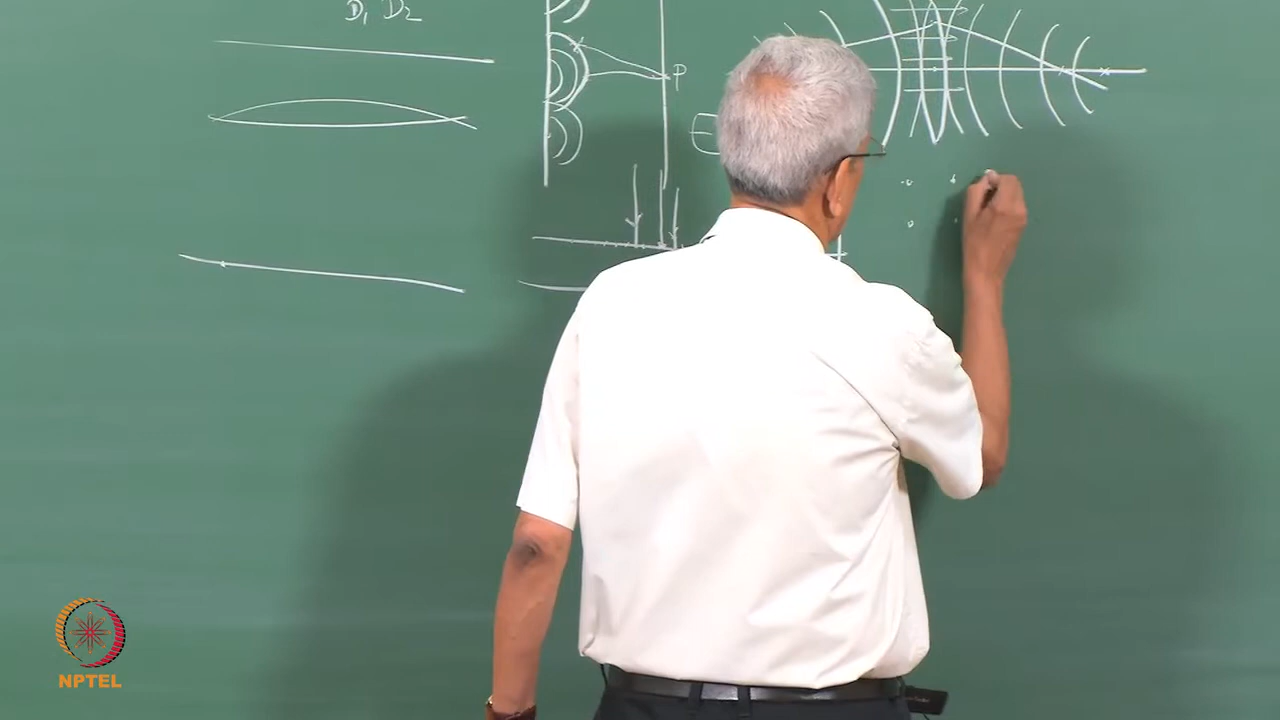 D₁ D₂
P
NPTEL